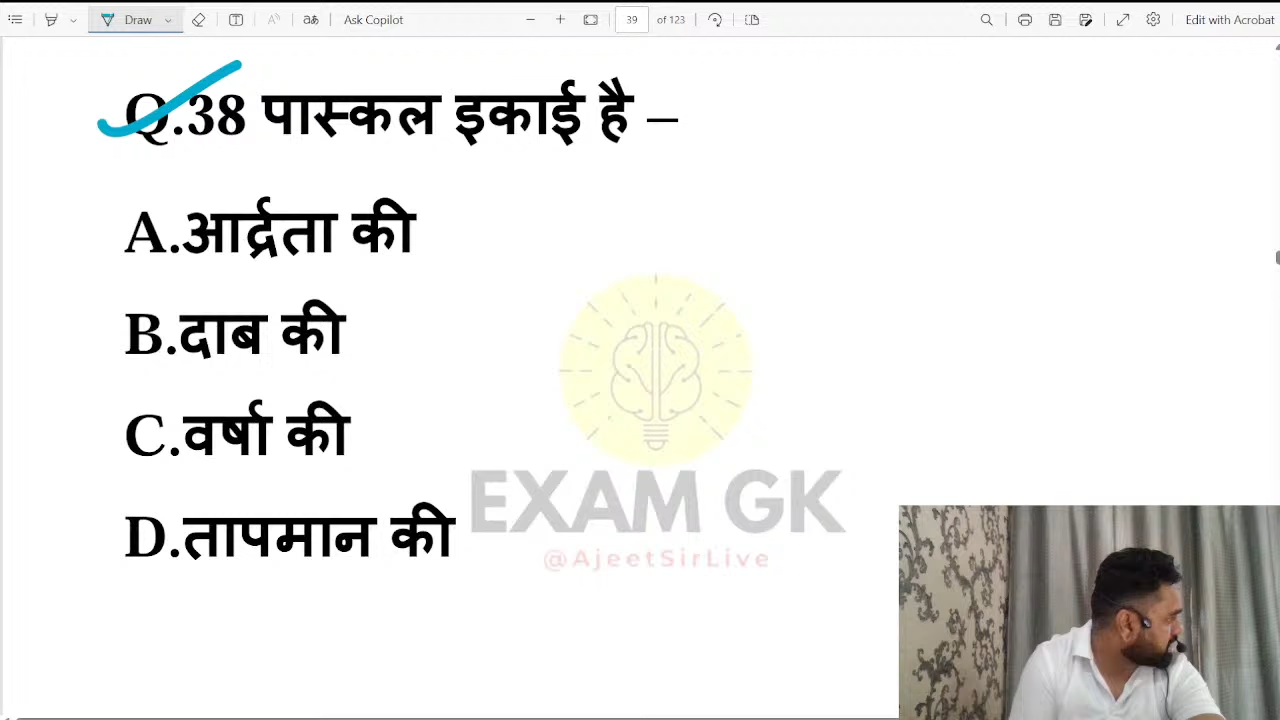 Draw
Ask Copilot
39 of 123
Edit with Acrobat
Q.38 पास्कल इकाई है –
A.आर्द्रता की
B.दाब की
C.वर्षा की
D.तापमान की
EXAM GK
@AjeetSirLive